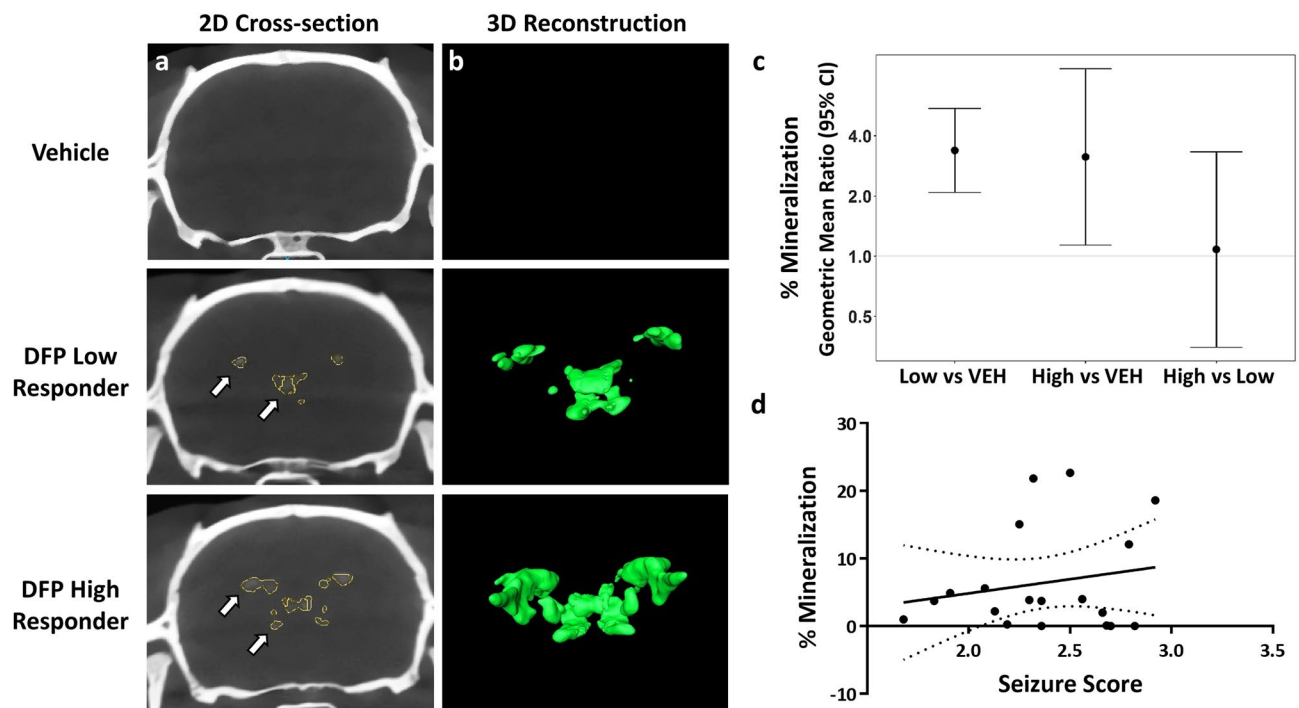 2D Cross-section
3D Reconstruction
Vehicle
DFP Low
Responder
DFP High
Responder
a
b
c
% Mineralization
Geometric Mean Ratio (95% CI)
4.0
2.0
1.0
0.5
Low vs VEH
High vs VEH
High vs Low
d
% Mineralization
30
20
10
0
-10
2.0
2.5
3.0
3.5
Seizure Score